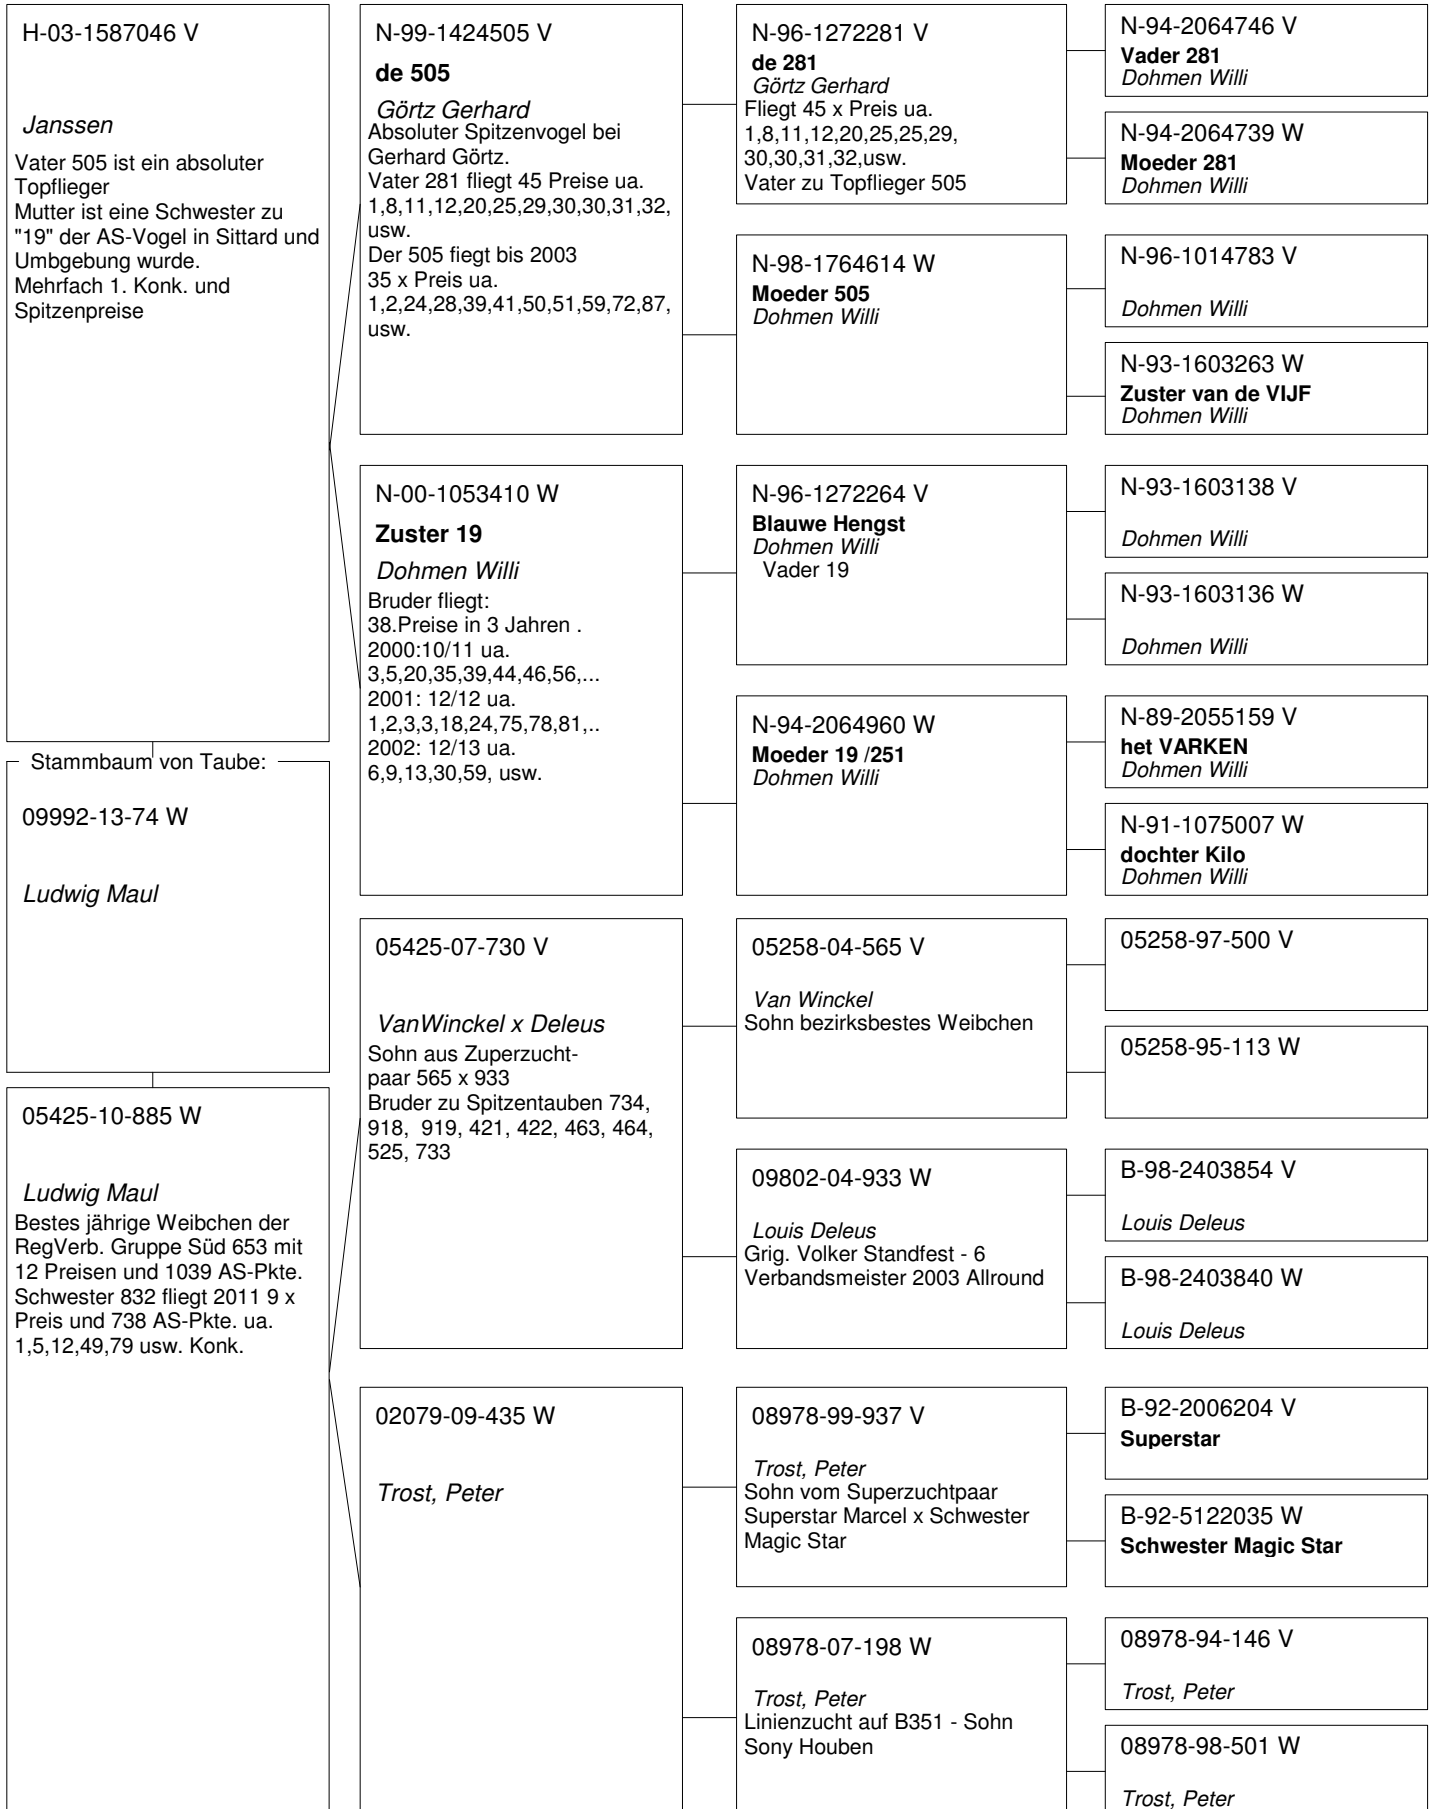 H-03-1587046 V
Janssen
Vater 505 ist ein absoluter
Topflieger
Mutter ist eine Schwester zu
"19" der AS-Vogel in Sittard und
Umbgebung wurde.
Mehrfach 1. Konk. und
Spitzenpreise
Stammbaum von Taube:
09992-13-74 W
Ludwig Maul
05425-10-885 W
Ludwig Maul
Bestes jährige Weibchen der
RegVerb. Gruppe Süd 653 mit
12 Preisen und 1039 AS-Pkte.
Schwester 832 fliegt 2011 9 x
Preis und 738 AS-Pkte. ua.
1,5,12,49,79 usw. Konk.
N-99-1424505 V
de 505
Görtz Gerhard
Absoluter Spitzenvogel bei
Gerhard Görtz.
Vater 281 fliegt 45 Preise ua.
1,8,11,12,20,25,29,30,30,31,32,
usw.
Der 505 fiegt bis 2003
35 x Preis ua.
1,2,24,28,39,41,50,51,59,72,87,
usw.
N-00-1053410 W
Zuster 19
Dohmen Willi
Bruder fliegt:
38.Preise in 3 Jahren .
2000:10/11 ua.
3,5,20,35,39,44,46,56,...
2001: 12/12 ua.
1,2,3,3,18,24,75,78,81,..
2002: 12/13 ua.
6,9,13,30,59, usw.
05425-07-730 V
VanWinckel x Deleus
Sohn aus Zuperzucht-
paar 565 x 933
Bruder zu Spitzentauben 734,
918, 919, 421, 422, 463, 464,
525, 733
02079-09-435 W
Trost, Peter
N-96-1272281 V
de 281
Görtz Gerhard
Fliegt 45 x Preis ua.
1,8,11,12,20,25,25,29,
30,30,31,32,usw.
Vater zu Topflieger 505
N-98-1764614 W
Moeder 505
Dohmen Willi
N-96-1272264 V
Blauwe Hengst
Dohmen Willi
Vader 19
N-94-2064960 W
Moeder 19 /251
Dohmen Willi
05258-04-565 V
Van Winckel
Sohn bezirksbestes Weibchen
09802-04-933 W
Louis Deleus
Grig. Volker Standfest - 6
Verbandsmeister 2003 Allround
08978-99-937 V
Trost, Peter
Sohn vom Superzuchtpaar
Superstar Marcel x Schwester
Magic Star
08978-07-198 W
Trost, Peter
Linienzucht auf B351 - Sohn
Sony Houben
N-94-2064746 V
Vader 281
Dohmen Willi
N-94-2064739 W
Moeder 281
Dohmen Willi
N-96-1014783 V
Dohmen Willi
N-93-1603263 W
Zuster van de VIJF
Dohmen Willi
N-93-1603138 V
Dohmen Willi
N-93-1603136 W
Dohmen Willi
N-89-2055159 V
het VARKEN
Dohmen Willi
N-91-1075007 W
dochter Kilo
Dohmen Willi
05258-97-500 V
05258-95-113 W
B-98-2403854 V
Louis Deleus
B-98-2403840 W
Louis Deleus
B-92-2006204 V
Superstar
B-92-5122035 W
Schwester Magic Star
08978-94-146 V
Trost, Peter
08978-98-501 W
Trost, Peter